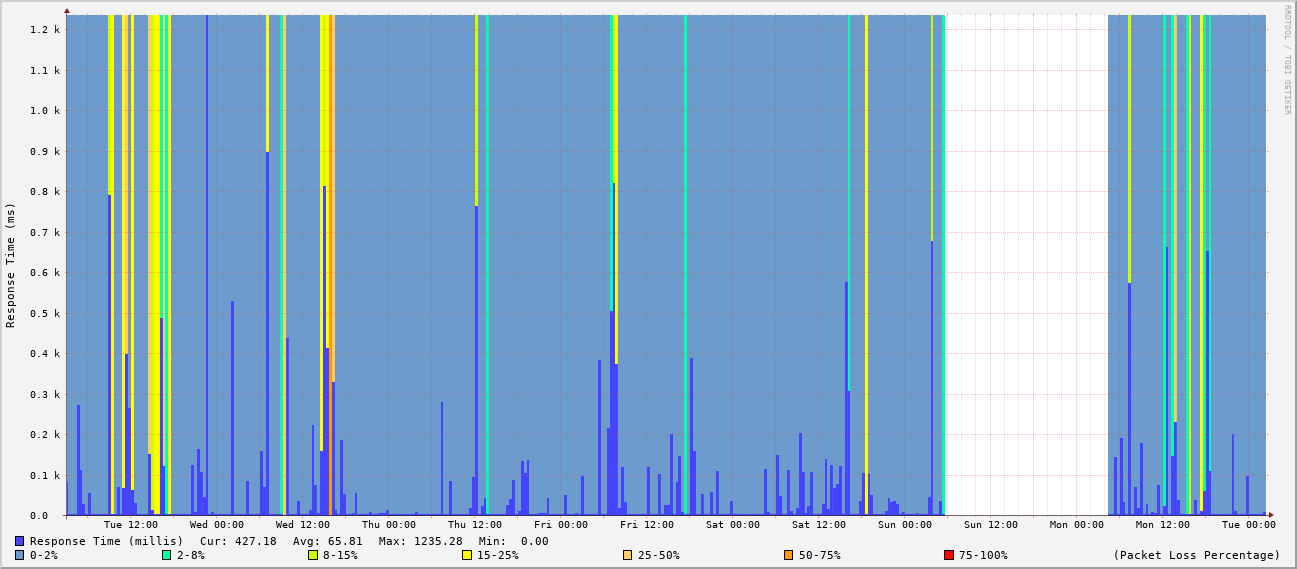 1.2 k
1.1 k
1.0 k
0.9 k
0.8 k
0.7 k
0.6 k
0.5 k
0.4 k
0.3 k
0.2 k
0.1 k
0.0
Response Time (ms)
RRDTOOL / TOBI OETIKER
Tue 12:00 Wed 00:00 Wed 12:00 Thu 00:00 Thu 12:00 Fri 00:00 Fri 12:00 Sat 00:00 Sat 12:00 Sun 00:00 Sun 12:00 Mon 00:00 Mon 12:00 Tue 00:00
Response Time (millis) Cur: 427.18 Avg: 65.81 Max: 1235.28 Min: 0.00
0-2% 2-8% 8-15% 15-25% 25-50% 50-75% 75-100% (Packet Loss Percentage)